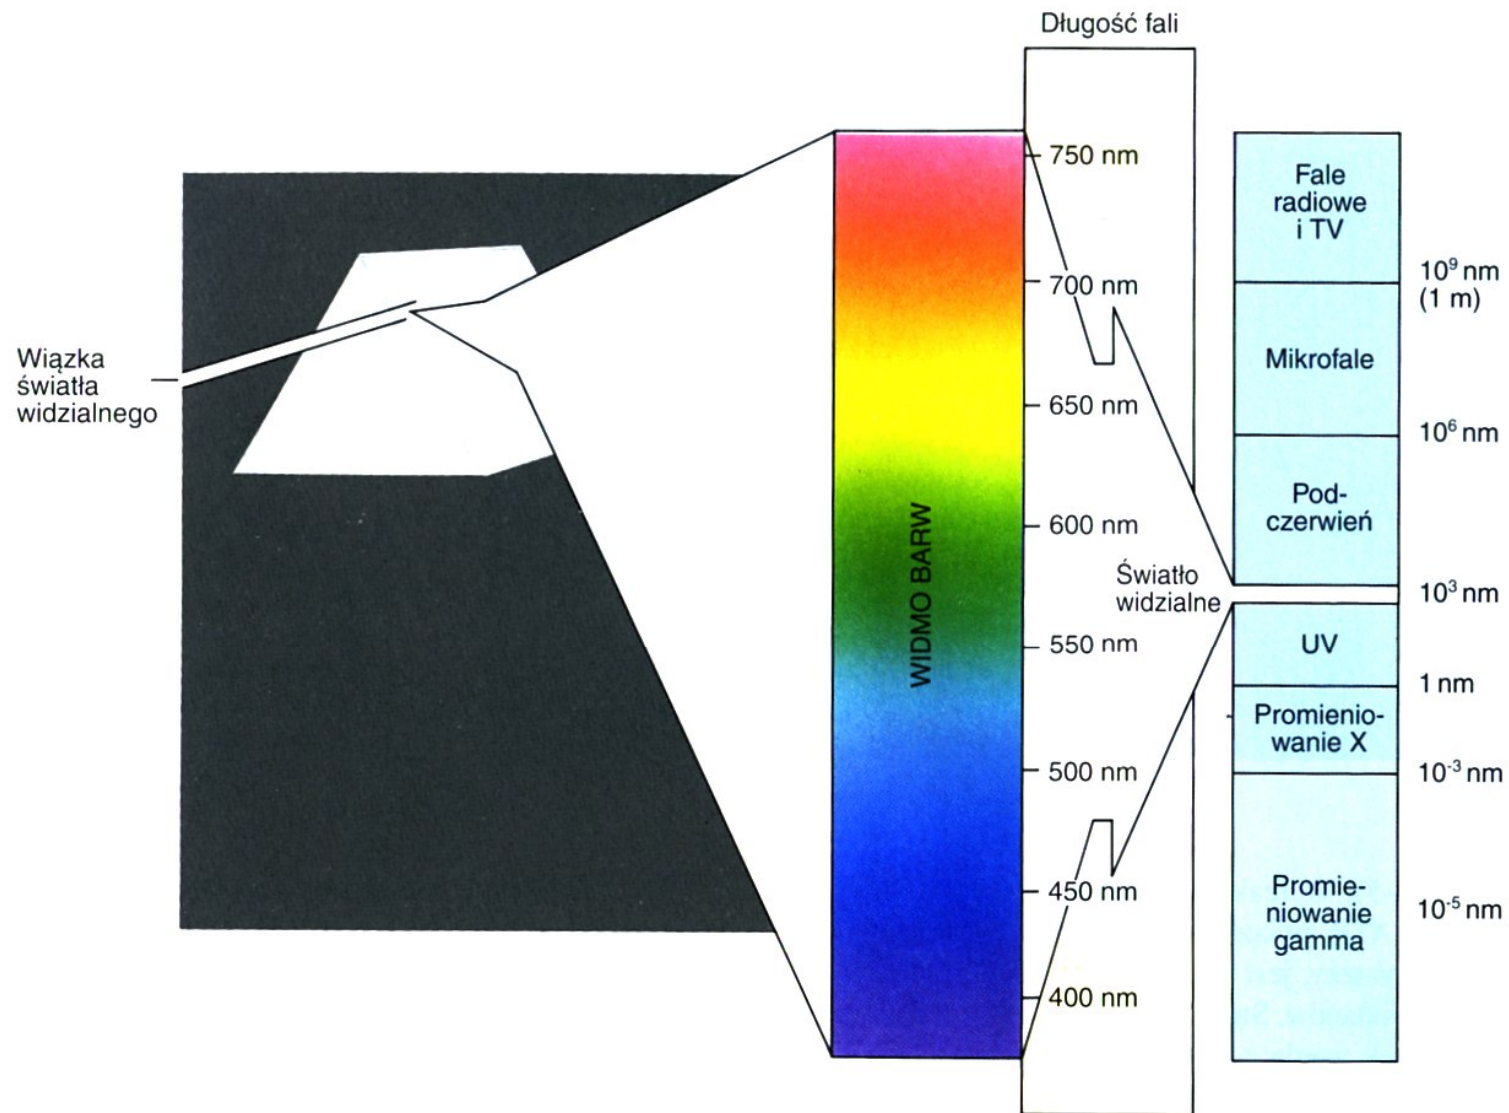 Długość fali
Wiązka
światła
widzialnego
WIDMO BARW
750 nm
700 nm
650 nm
600 nm
550 nm
500 nm
450 nm
400 nm
Światło
widzialne
Fale
radiowe
i TV
10⁹ nm
(1 m)
Mikrofale
10⁶ nm
Pod-
czerwień
10³ nm
UV
1 nm
Promienio-
wanie X
10⁻³ nm
Promie-
niowanie
gamma
10⁻⁵ nm